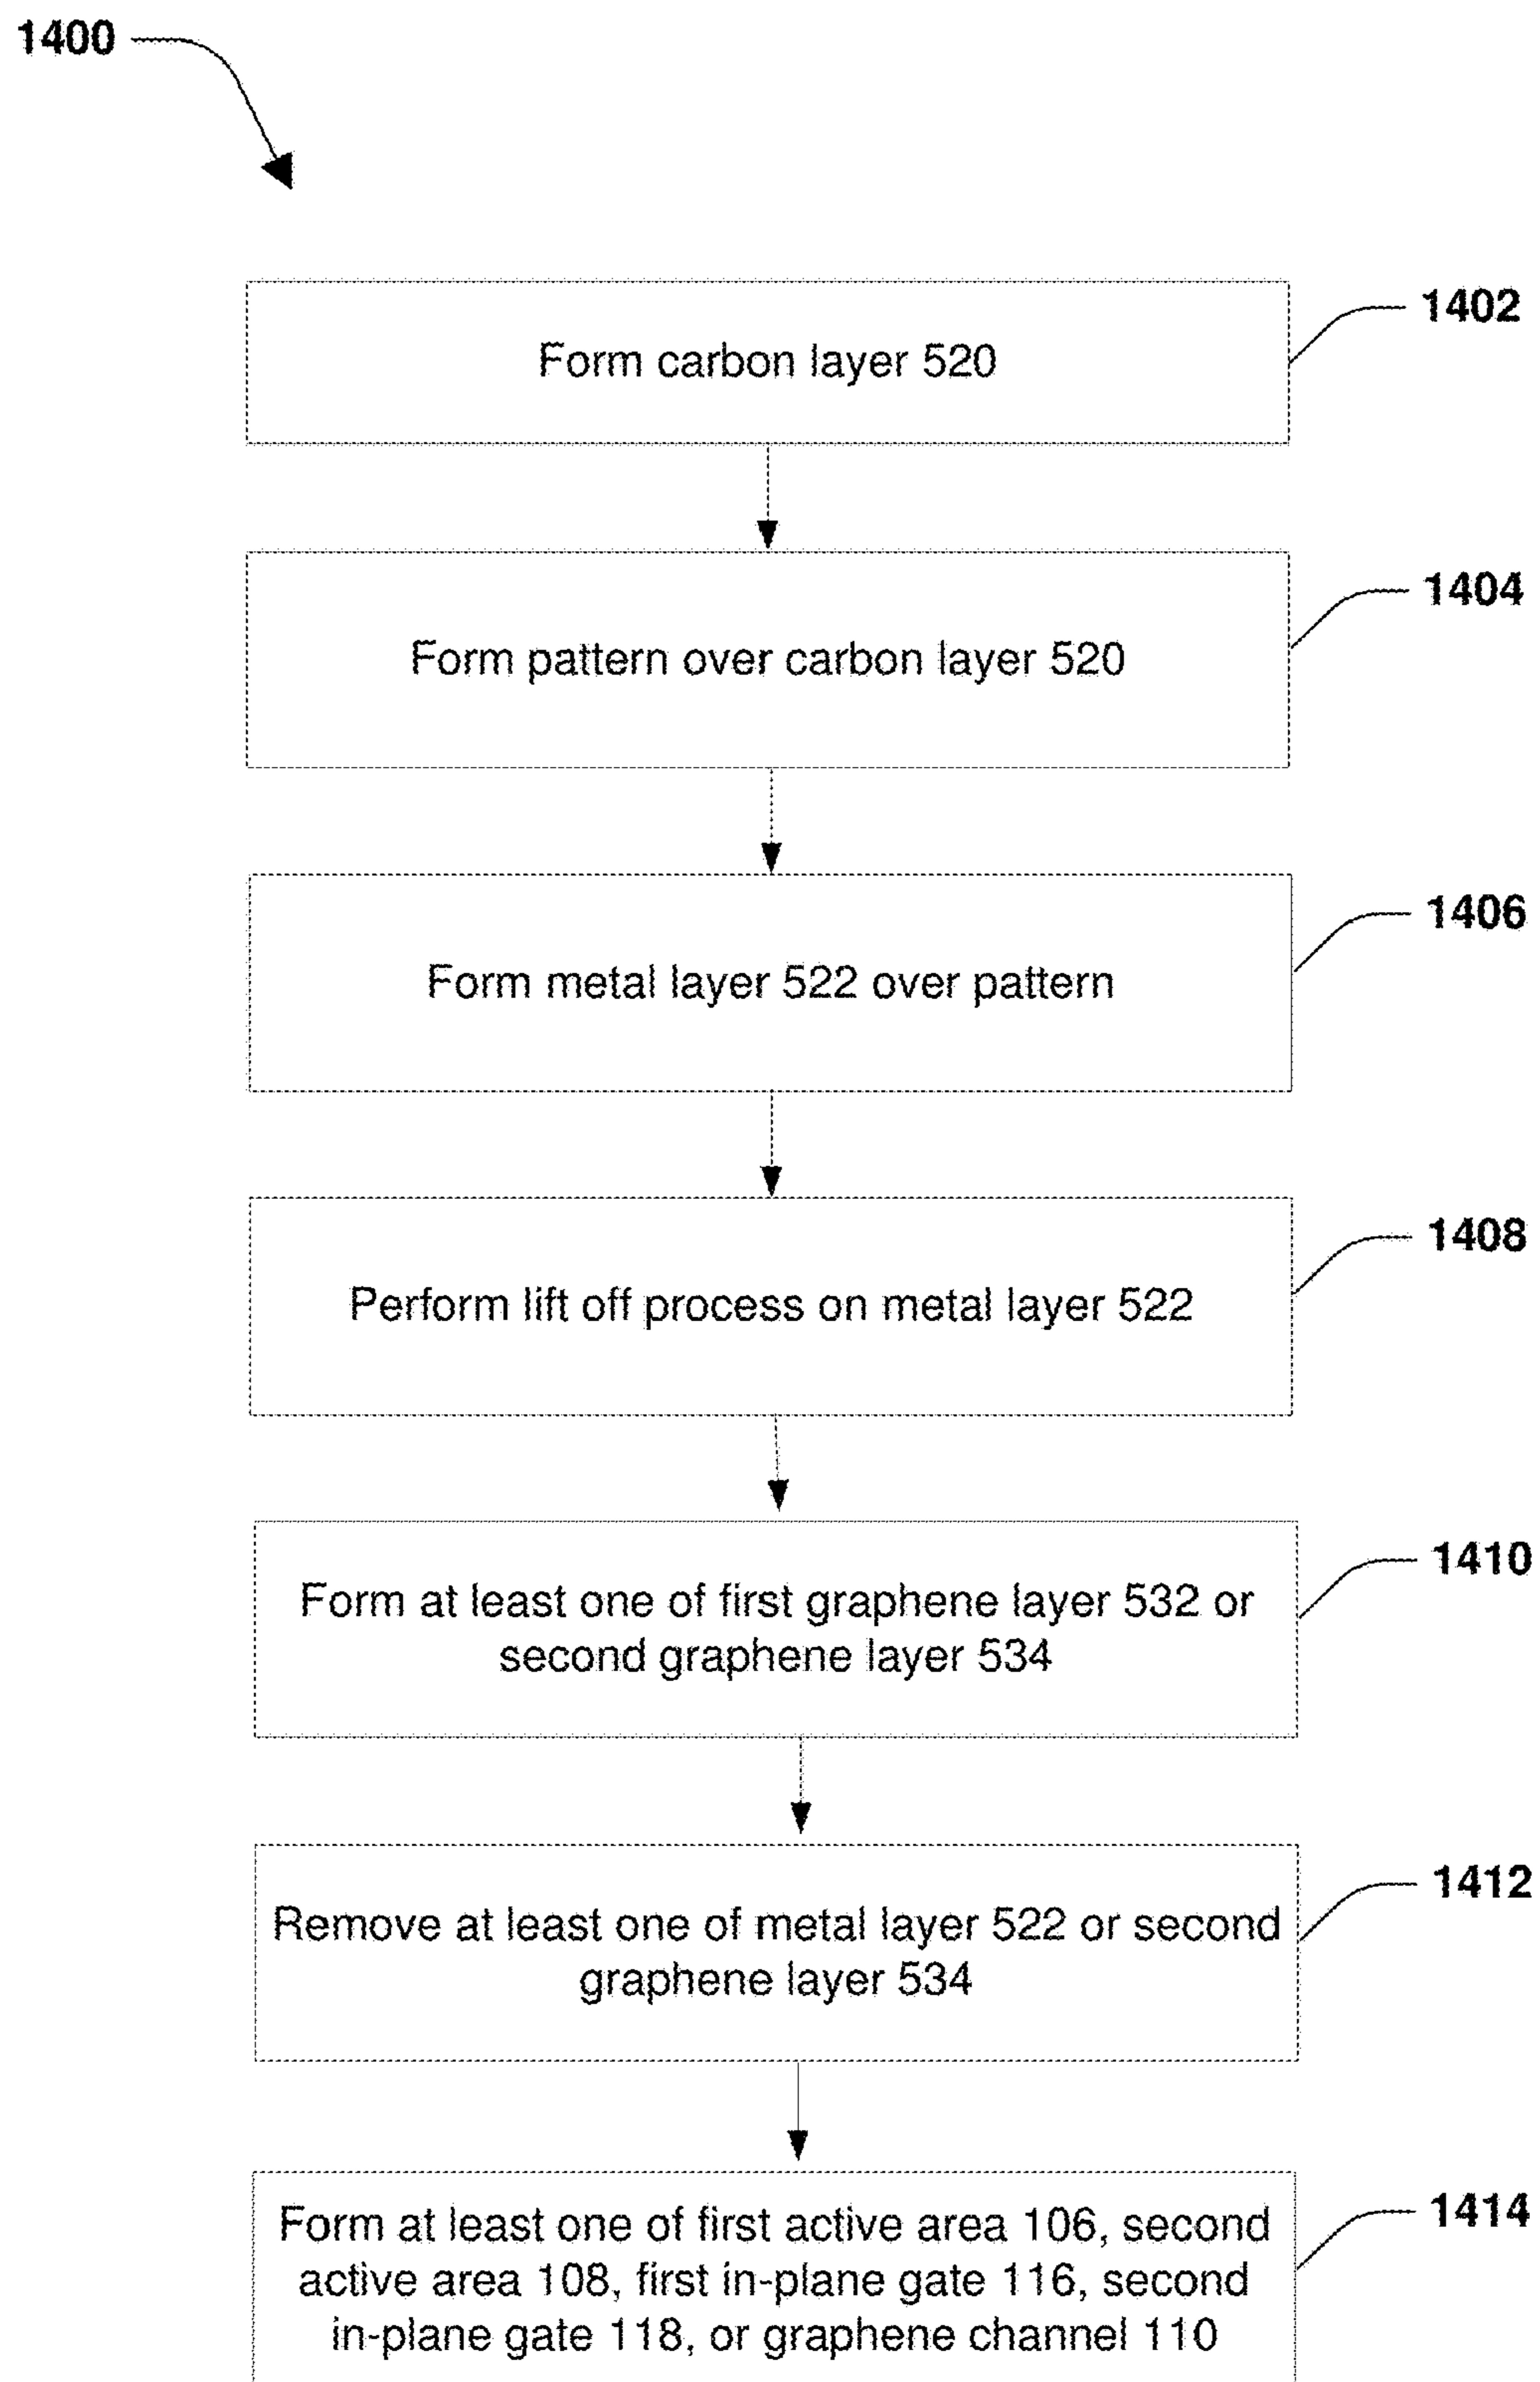 1400
1402
Form carbon layer 520
1404
Form pattern over carbon layer 520
1406
Form metal layer 522 over pattern
1408
Perform lift off process on metal layer 522
1410
Form at least one of first graphene layer 532 or
second graphene layer 534
1412
Remove at least one of metal layer 522 or second
graphene layer 534
1414
Form at least one of first active area 106, second
active area 108, first in-plane gate 116, second
in-plane gate 118, or graphene channel 110